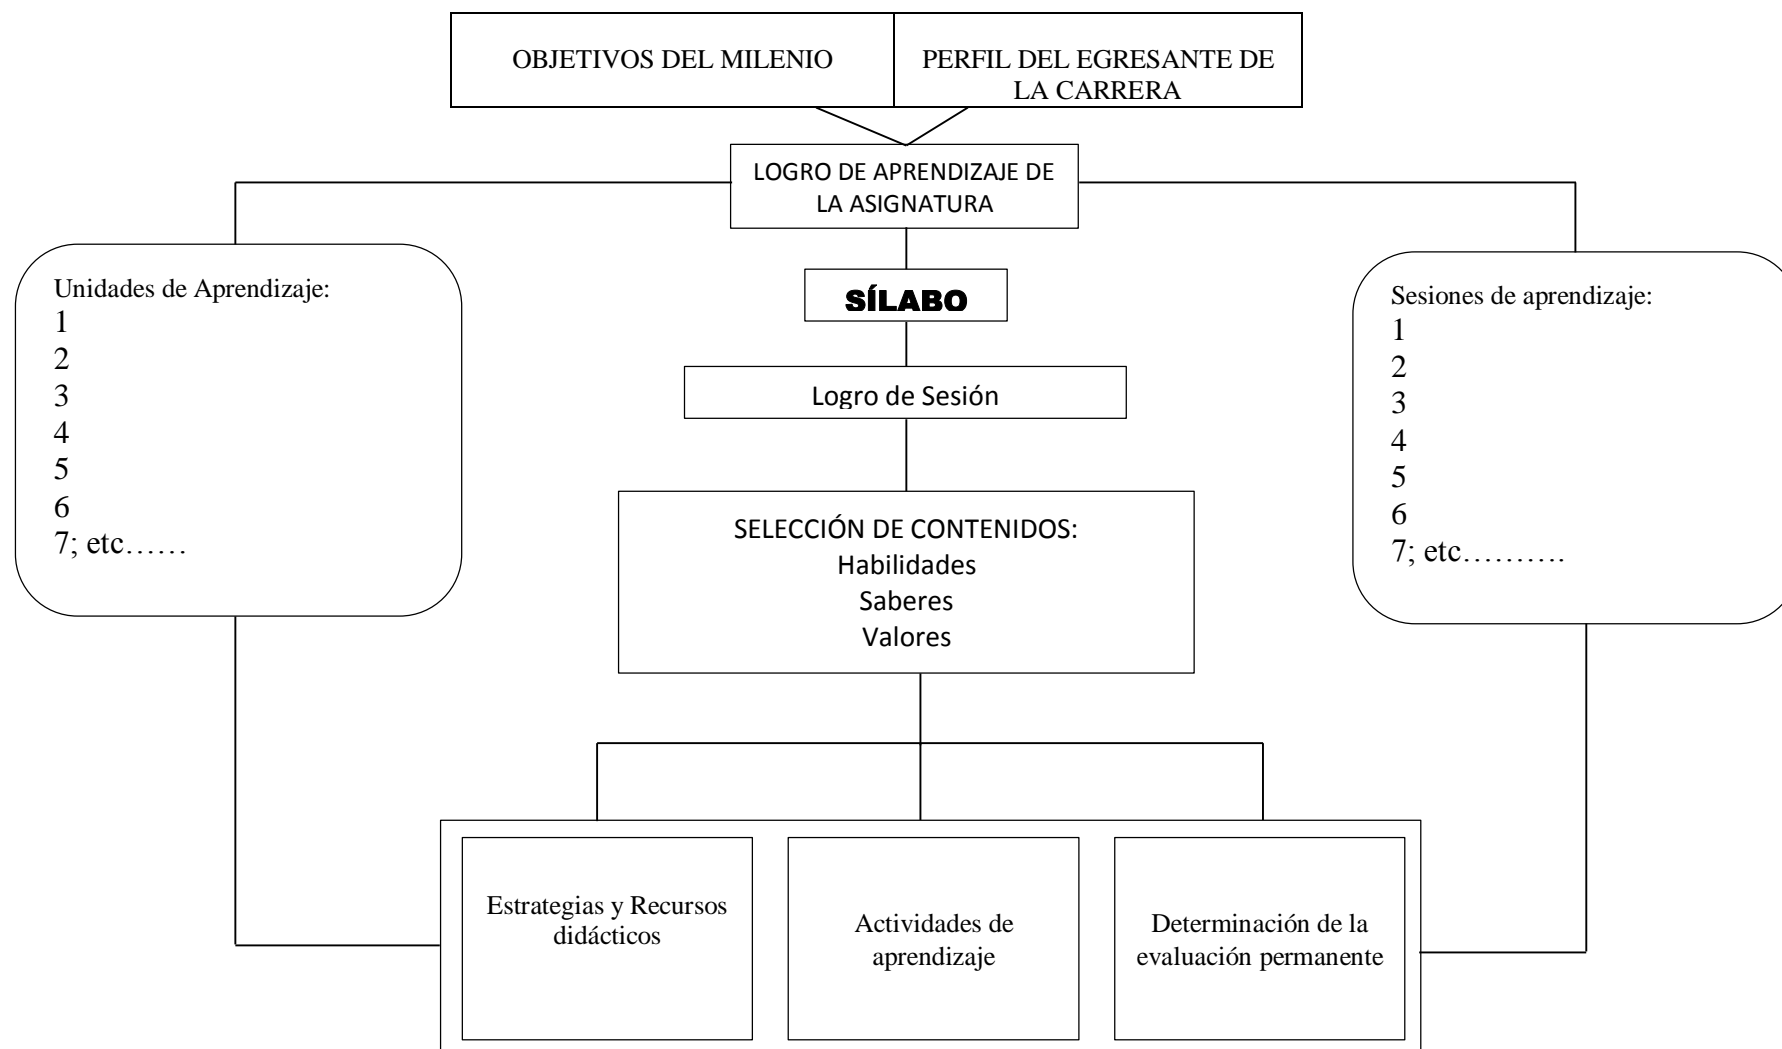 OBJETIVOS DEL MILENIO
PERFIL DEL EGRESANTE DE
LA CARRERA
LOGRO DE APRENDIZAJE DE
LA ASIGNATURA
SÍLABO
Logro de Sesión
Unidades de Aprendizaje:
1
2
3
4
5
6
7; etc……
SELECCIÓN DE CONTENIDOS:
Habilidades
Saberes
Valores
Sesiones de aprendizaje:
1
2
3
4
5
6
7; etc……….
Estrategias y Recursos
didácticos
Actividades de
aprendizaje
Determinación de la
evaluación permanente